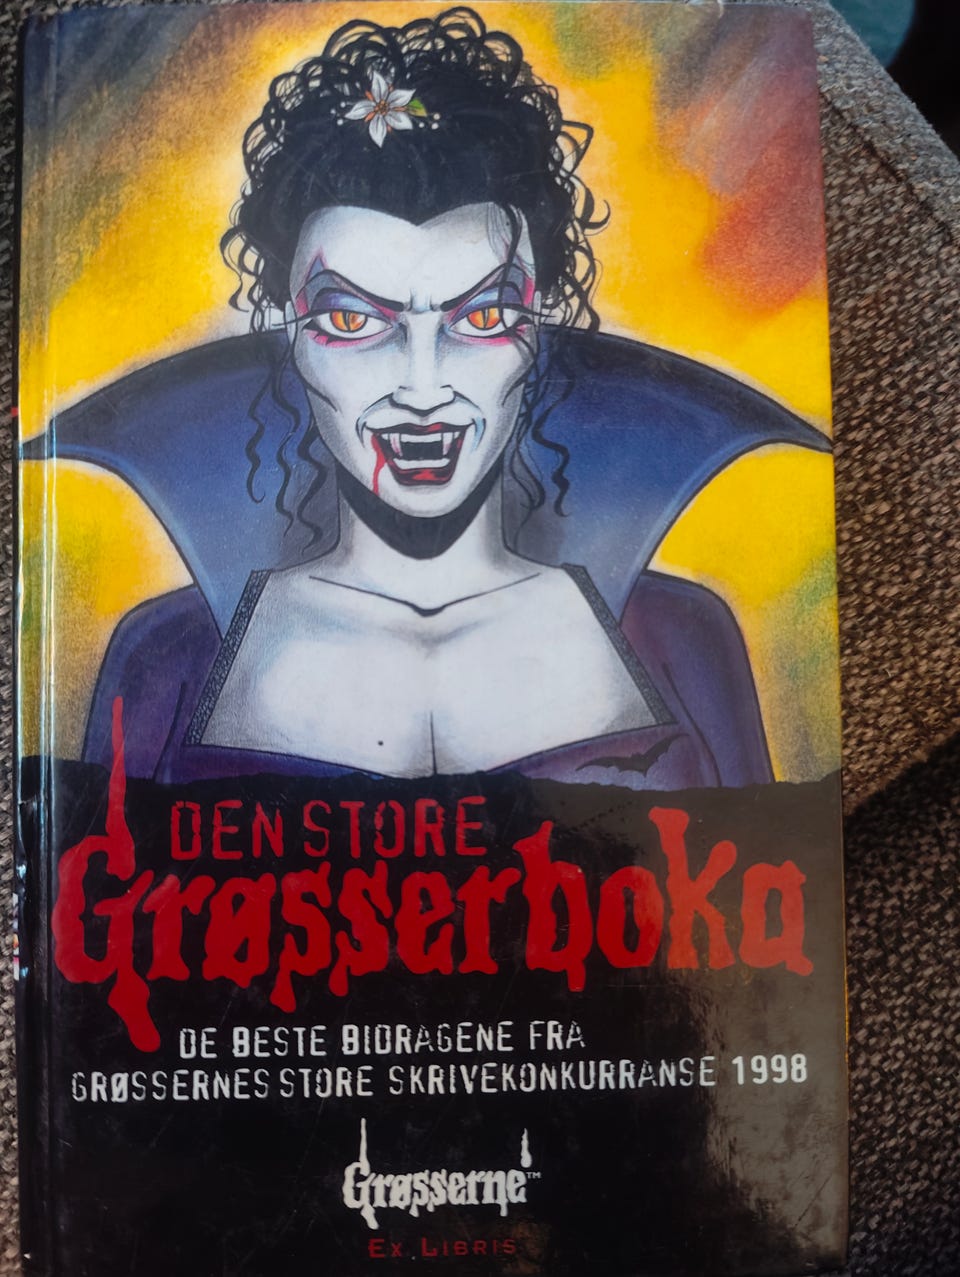 DEN STORE
Grøsserboka
DE BESTE BIDRAGENE FRA
GRØSSERNES STORE SKRIVEKONKURRANSE 1998
Grøsserne™
EX LIBRIS